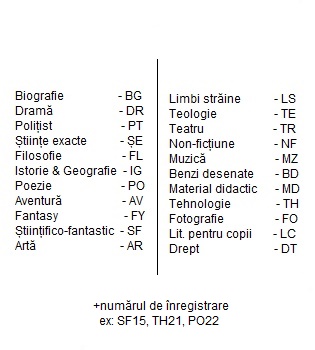 Biografie - BG
Dramă - DR
Polițist - PT
Științe exacte - ȘE
Filosofie - FL
Istorie & Geografie - IG
Poezie - PO
Aventură - AV
Fantasy - FY
Științifico-fantastic - SF
Artă - AR
Limbi străine - LS
Teologie - TE
Teatru - TR
Non-ficțiune - NF
Muzică - MZ
Benzi desenate - BD
Material didactic - MD
Tehnologie - TH
Fotografie - FO
Lit. pentru copii - LC
Drept - DT
+numărul de înregistrare
ex: SF15, TH21, PO22